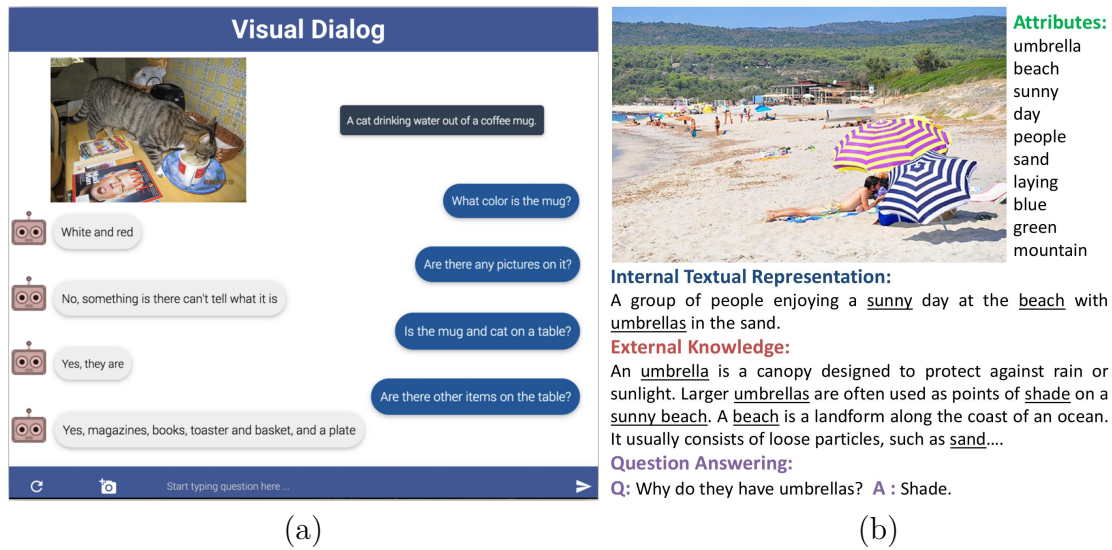 Visual Dialog
A cat drinking water out of a coffee mug.
What color is the mug?
White and red
Are there any pictures on it?
No, something is there can't tell what it is
Is the mug and cat on a table?
Yes, they are
Are there other items on the table?
Yes, magazines, books, toaster and basket, and a plate
Start typing question here ...
(a)
Attributes:
umbrella
beach
sunny
day
people
sand
laying
blue
green
mountain
Internal Textual Representation:
A group of people enjoying a sunny day at the beach with
umbrellas in the sand.
External Knowledge:
An umbrella is a canopy designed to protect against rain or
sunlight. Larger umbrellas are often used as points of shade on a
sunny beach. A beach is a landform along the coast of an ocean.
It usually consists of loose particles, such as sand....
Question Answering:
Q: Why do they have umbrellas? A : Shade.
(b)